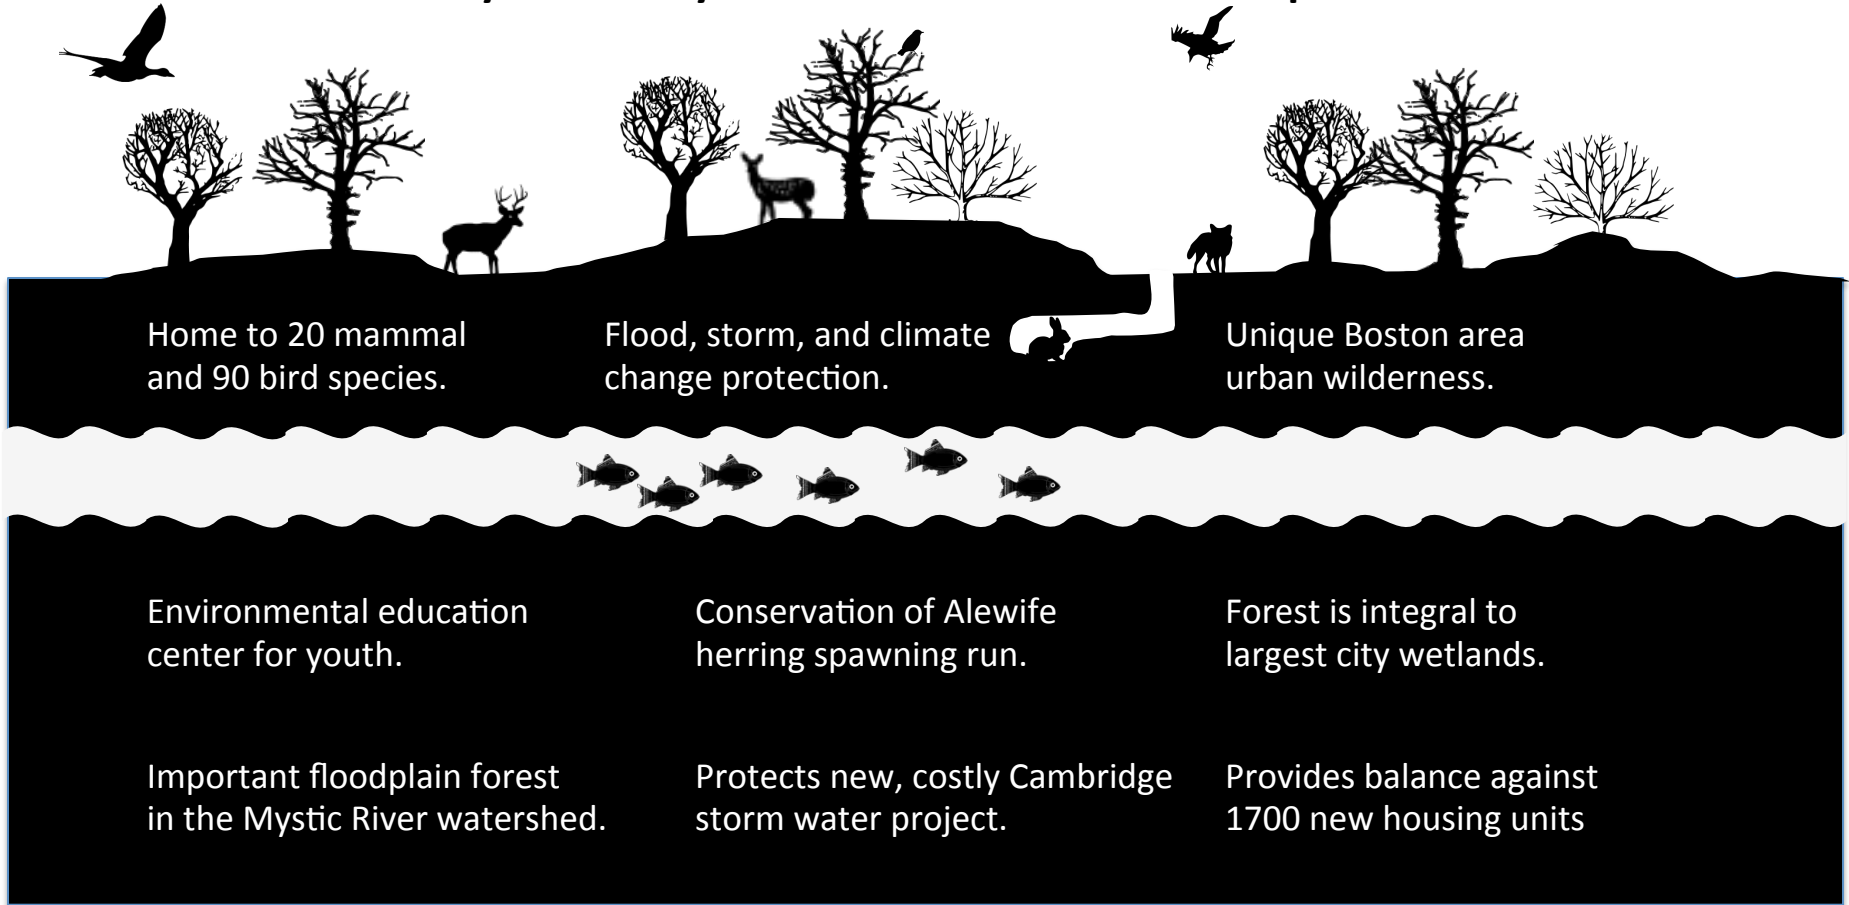 Home to 20 mammal
and 90 bird species.
Flood, storm, and climate
change protection.
Unique Boston area
urban wilderness.
Environmental education
center for youth.
Conservation of Alewife
herring spawning run.
Forest is integral to
largest city wetlands.
Important floodplain forest
in the Mystic River watershed.
Protects new, costly Cambridge
storm water project.
Provides balance against
1700 new housing units